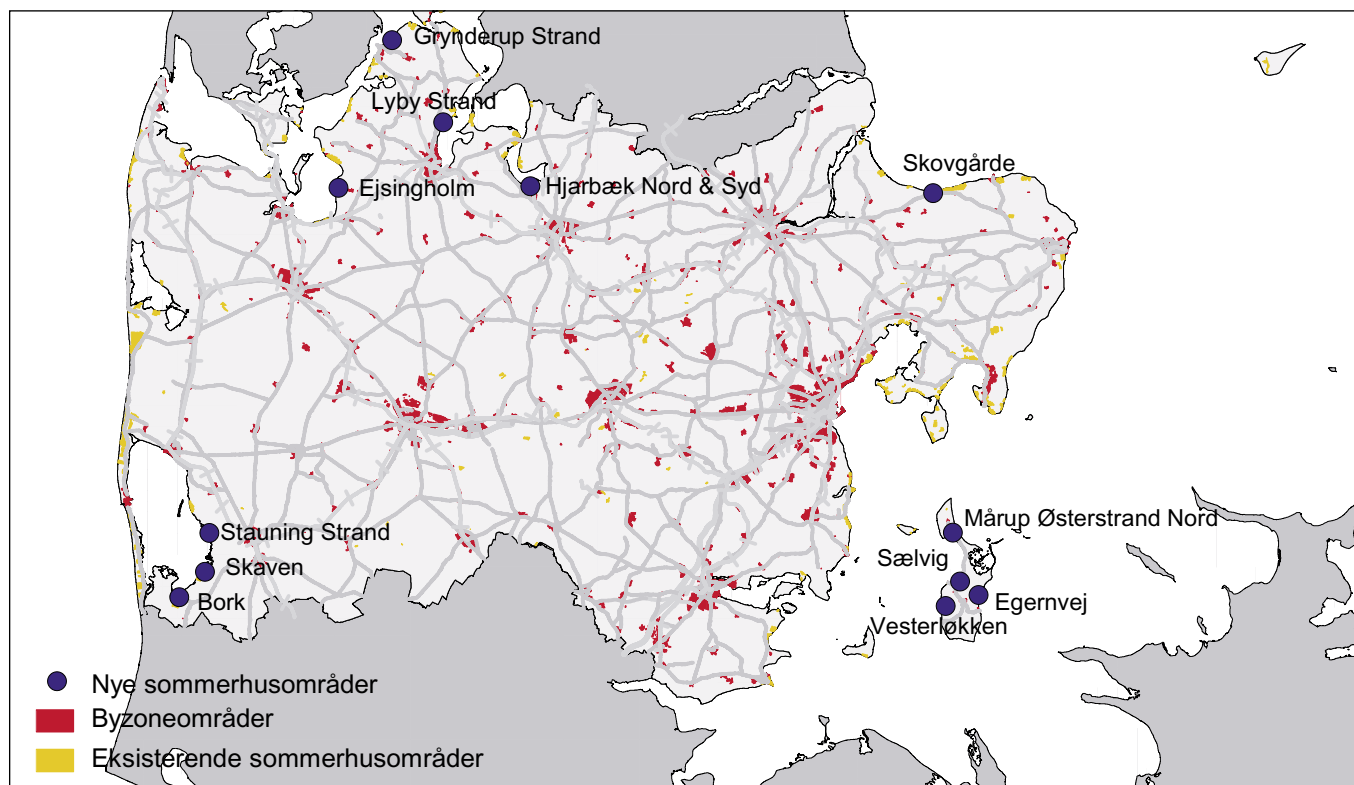 Grynderup Strand
Lyby Strand
Skovgårde
Ejsingholm
Hjarbæk Nord & Syd
Mårup Østerstrand Nord
Stauning Strand
Sælvig
Skaven
Egernvej
Bork
Vesterløkken
Nye sommerhusområder
Byzoneområder
Eksisterende sommerhusområder